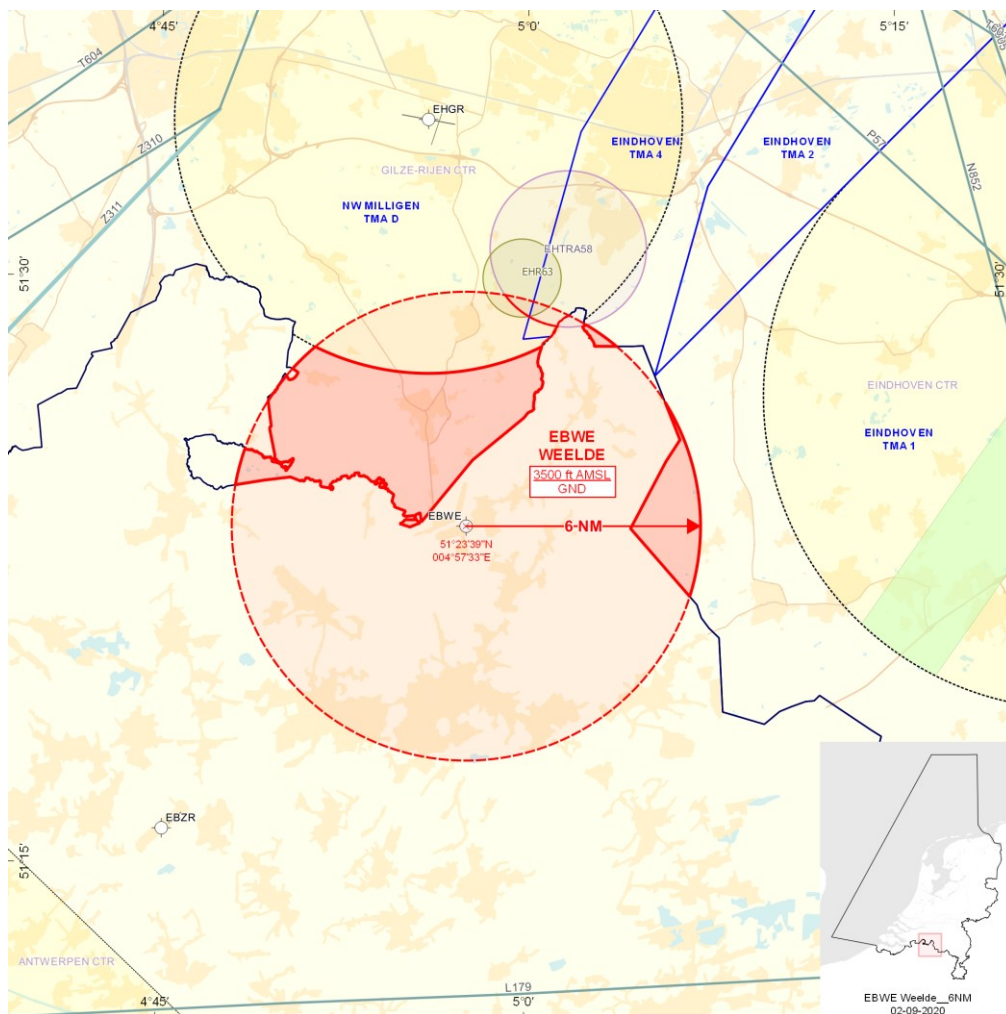 4°45'
5°0'
5°15'
T604
EHGR
EINDHOVEN
TMA 4
EINDHOVEN
TMA 2
P57
N852
Z310
Z311
GILZE-RIJEN CTR
NW MILLIGEN
TMA D
EHTRA58
EHR63
51°30'
51°30'
EINDHOVEN CTR
EINDHOVEN
TMA 1
EBWE
WEELDE
3500 ft AMSL
GND
EBWE
6-NM
51°23'39"N
004°57'33"E
EBZR
51°15'
ANTWERPEN CTR
4°45'
L179
5°0'
EBWE Weelde__6NM
02-09-2020